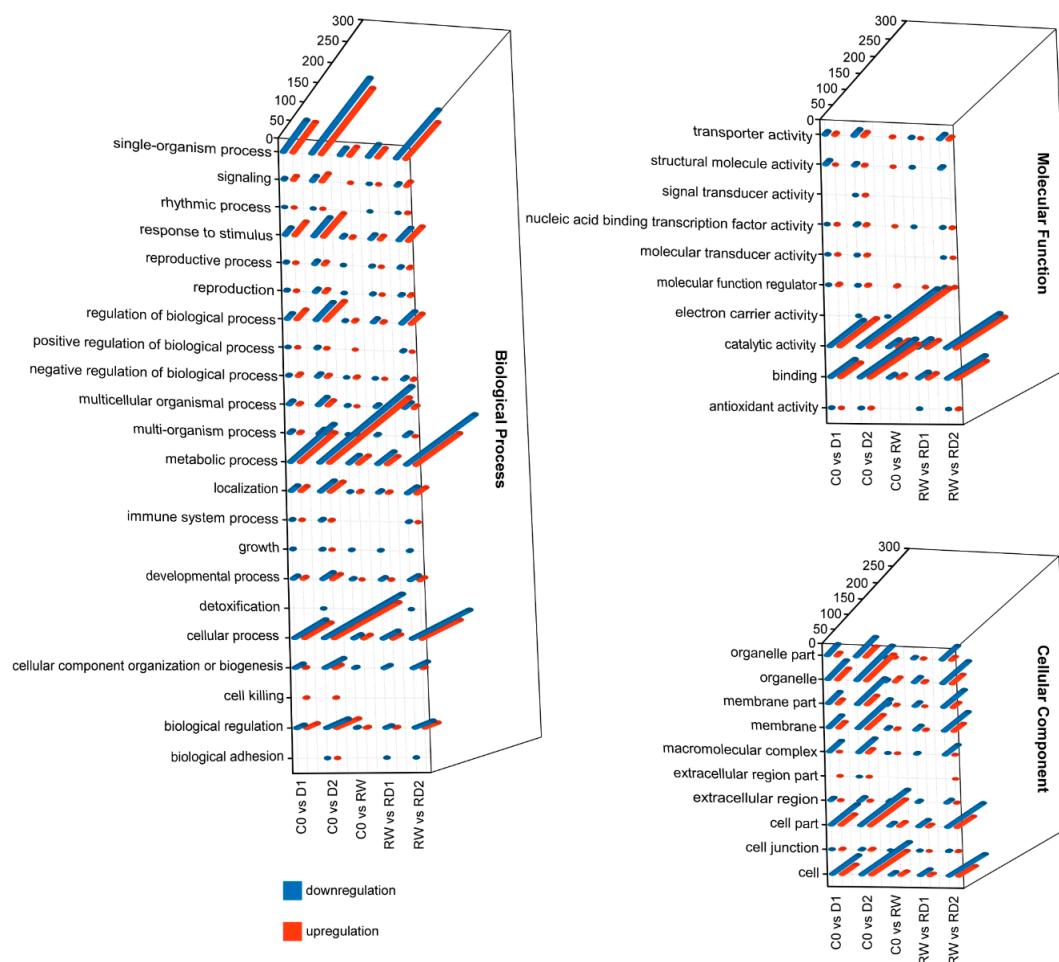 300
250
200
150
100
50
0
single-organism process
signaling
rhythmic process
response to stimulus
reproductive process
reproduction
regulation of biological process
positive regulation of biological process
negative regulation of biological process
multicellular organismal process
multi-organism process
metabolic process
localization
immune system process
growth
developmental process
detoxification
cellular process
cellular component organization or biogenesis
cell killing
biological regulation
biological adhesion
C0 vs D1
C0 vs D2
C0 vs RW
RW vs RD1
RW vs RD2
Biological Process
downregulation
upregulation
300
250
200
150
100
50
0
transporter activity
structural molecule activity
signal transducer activity
nucleic acid binding transcription factor activity
molecular transducer activity
molecular function regulator
electron carrier activity
catalytic activity
binding
antioxidant activity
C0 vs D1
C0 vs D2
C0 vs RW
RW vs RD1
RW vs RD2
Molecular Function
300
250
200
150
100
50
0
organelle part
organelle
membrane part
membrane
macromolecular complex
extracellular region part
extracellular region
cell part
cell junction
cell
C0 vs D1
C0 vs D2
C0 vs RW
RW vs RD1
RW vs RD2
Cellular Component